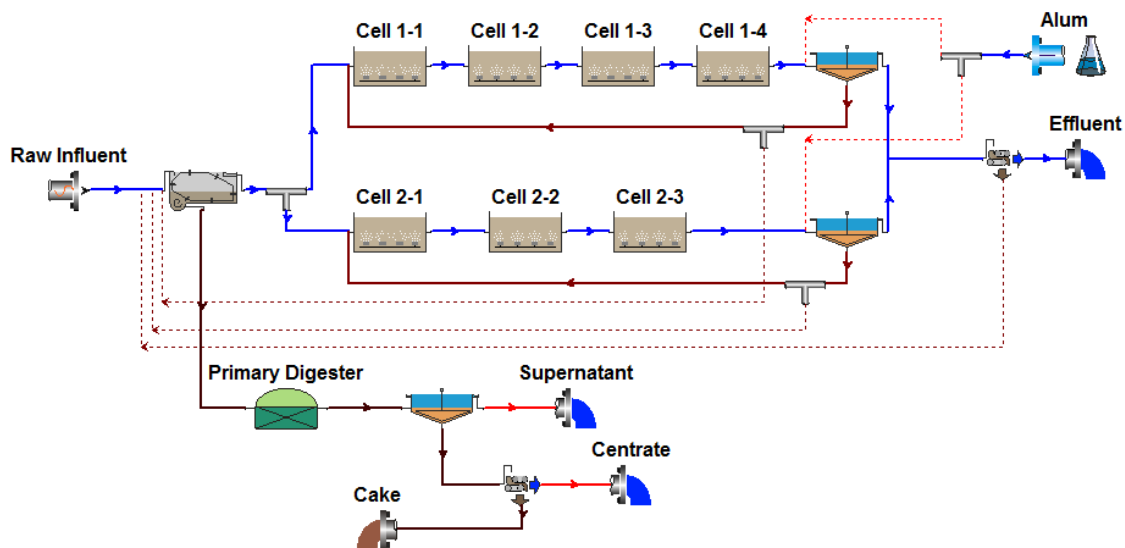 Cell 1-1
Cell 1-2
Cell 1-3
Cell 1-4
Alum
Effluent
Raw Influent
Cell 2-1
Cell 2-2
Cell 2-3
Primary Digester
Supernatant
Centrate
Cake